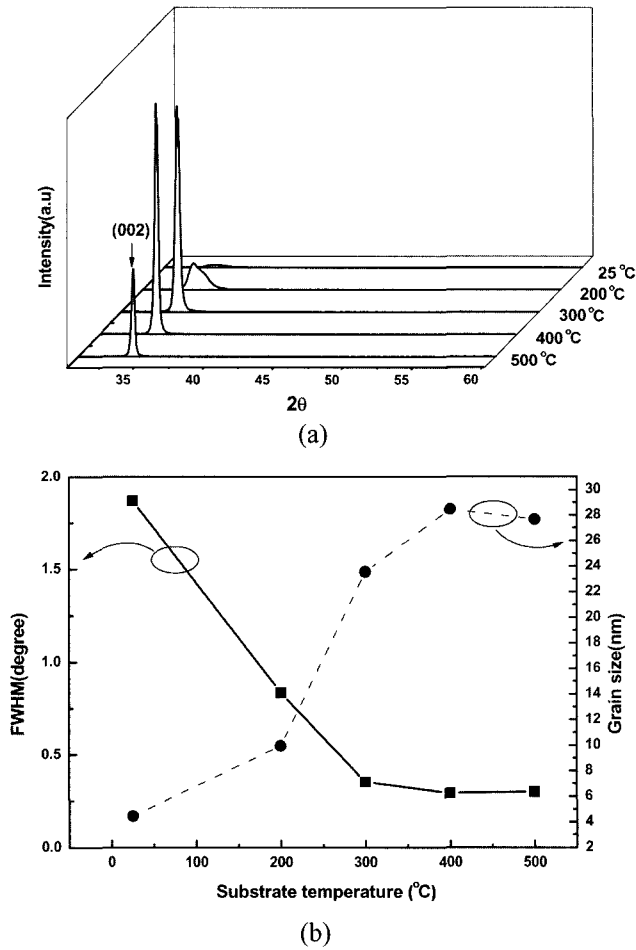 Intensity(a.u)
(002)
25 °C
200 °C
300 °C
400 °C
500 °C
35 40 45 50 55 60
2θ
(a)
2.0
1.5
1.0
0.5
0.0
FWHM(degree)
30
28
26
24
22
20
18
16
14
12
10
8
6
4
2
Grain size(nm)
0 100 200 300 400 500
Substrate temperature (°C)
(b)